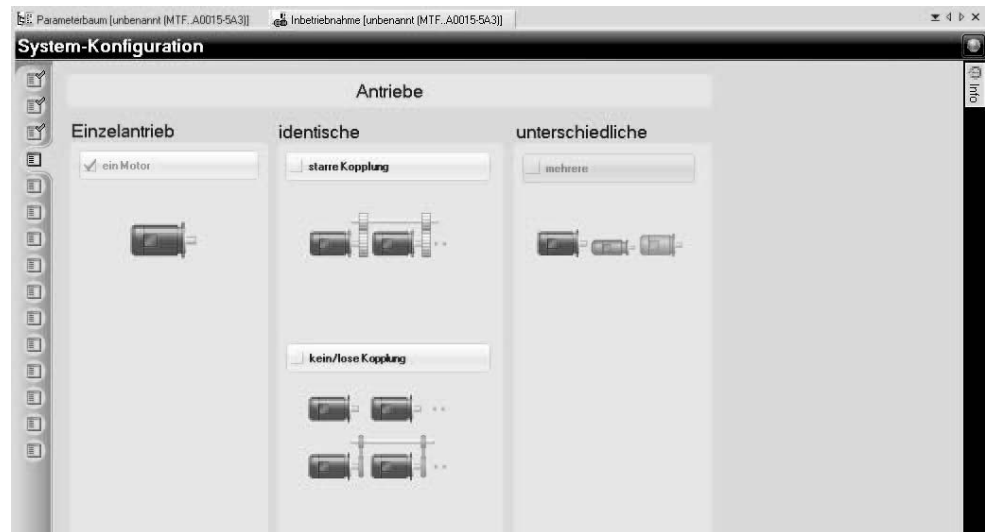 Parameterbaum [unbenannt (MTF..A0015-5A3)]
Inbetriebnahme [unbenannt (MTF..A0015-5A3)]
System-Konfiguration
Info
Antriebe
Einzelantrieb
identische
unterschiedliche
ein Motor
starre Kopplung
mehrere
kein/lose Kopplung